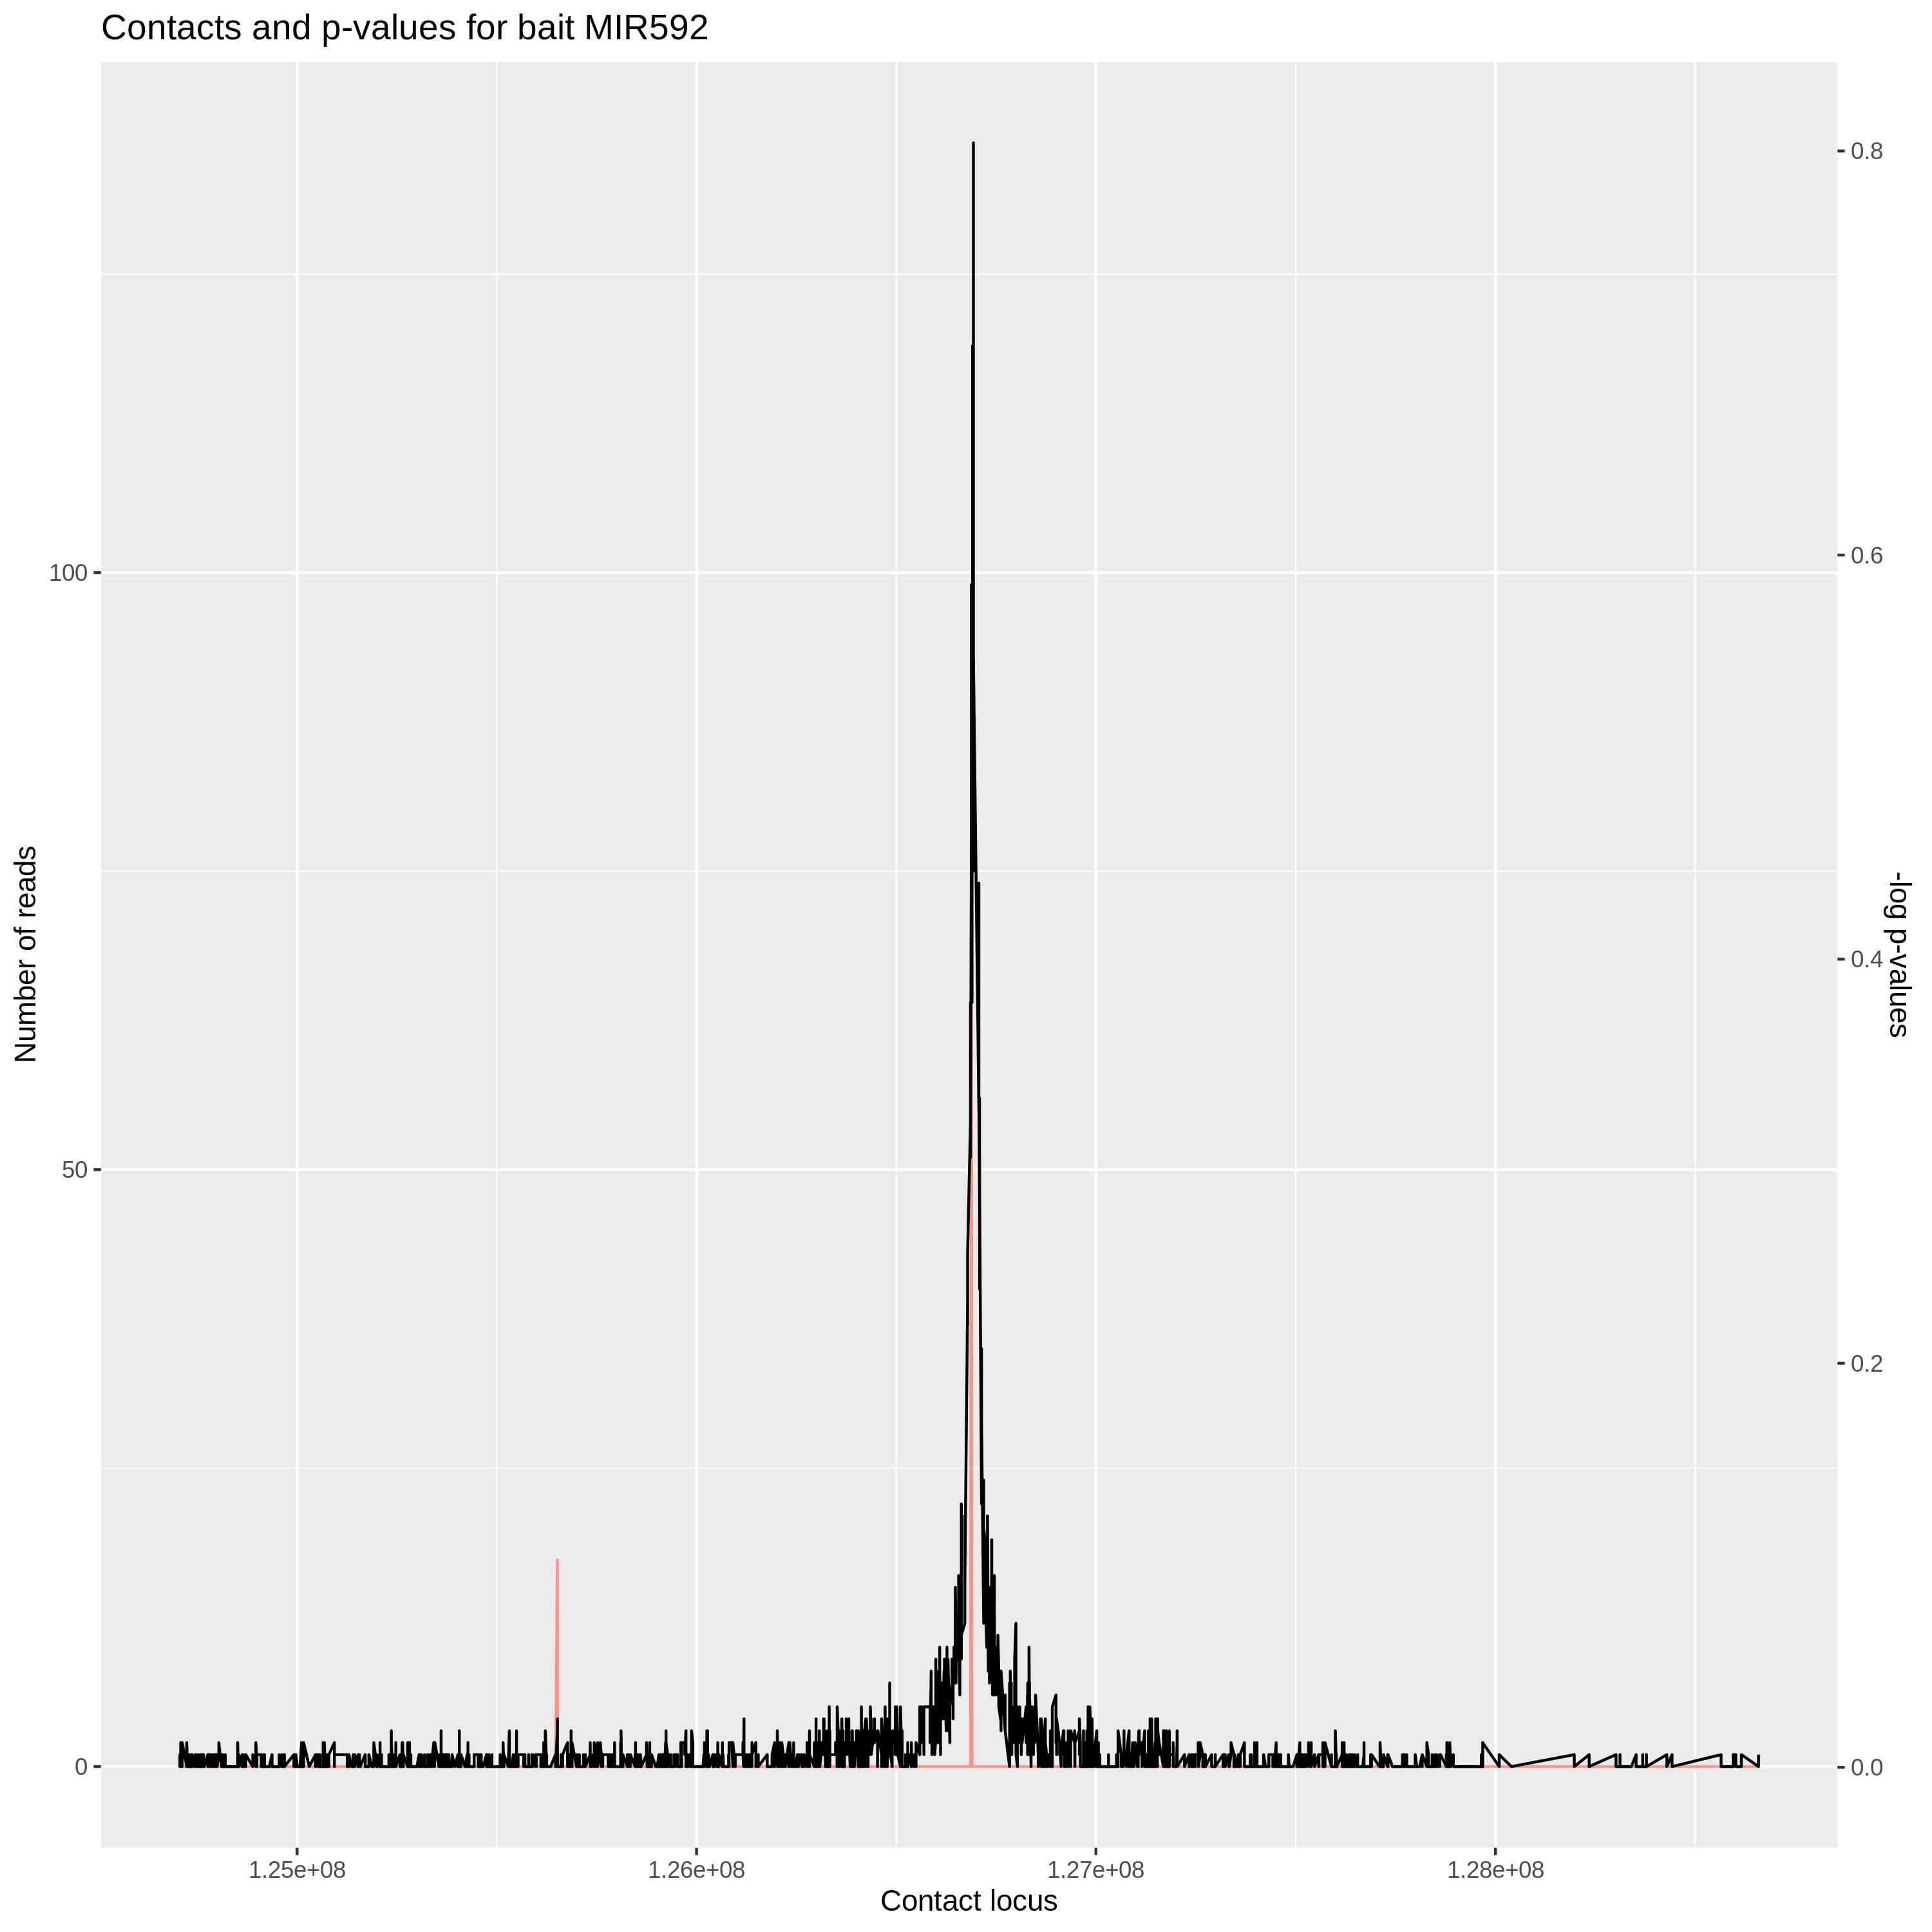 Contacts and p-values for bait MIR592
Number of reads
100
50
0
0.8
0.6
0.4
0.2
0.0
-log p-values
1.25e+08 1.26e+08 1.27e+08 1.28e+08
Contact locus